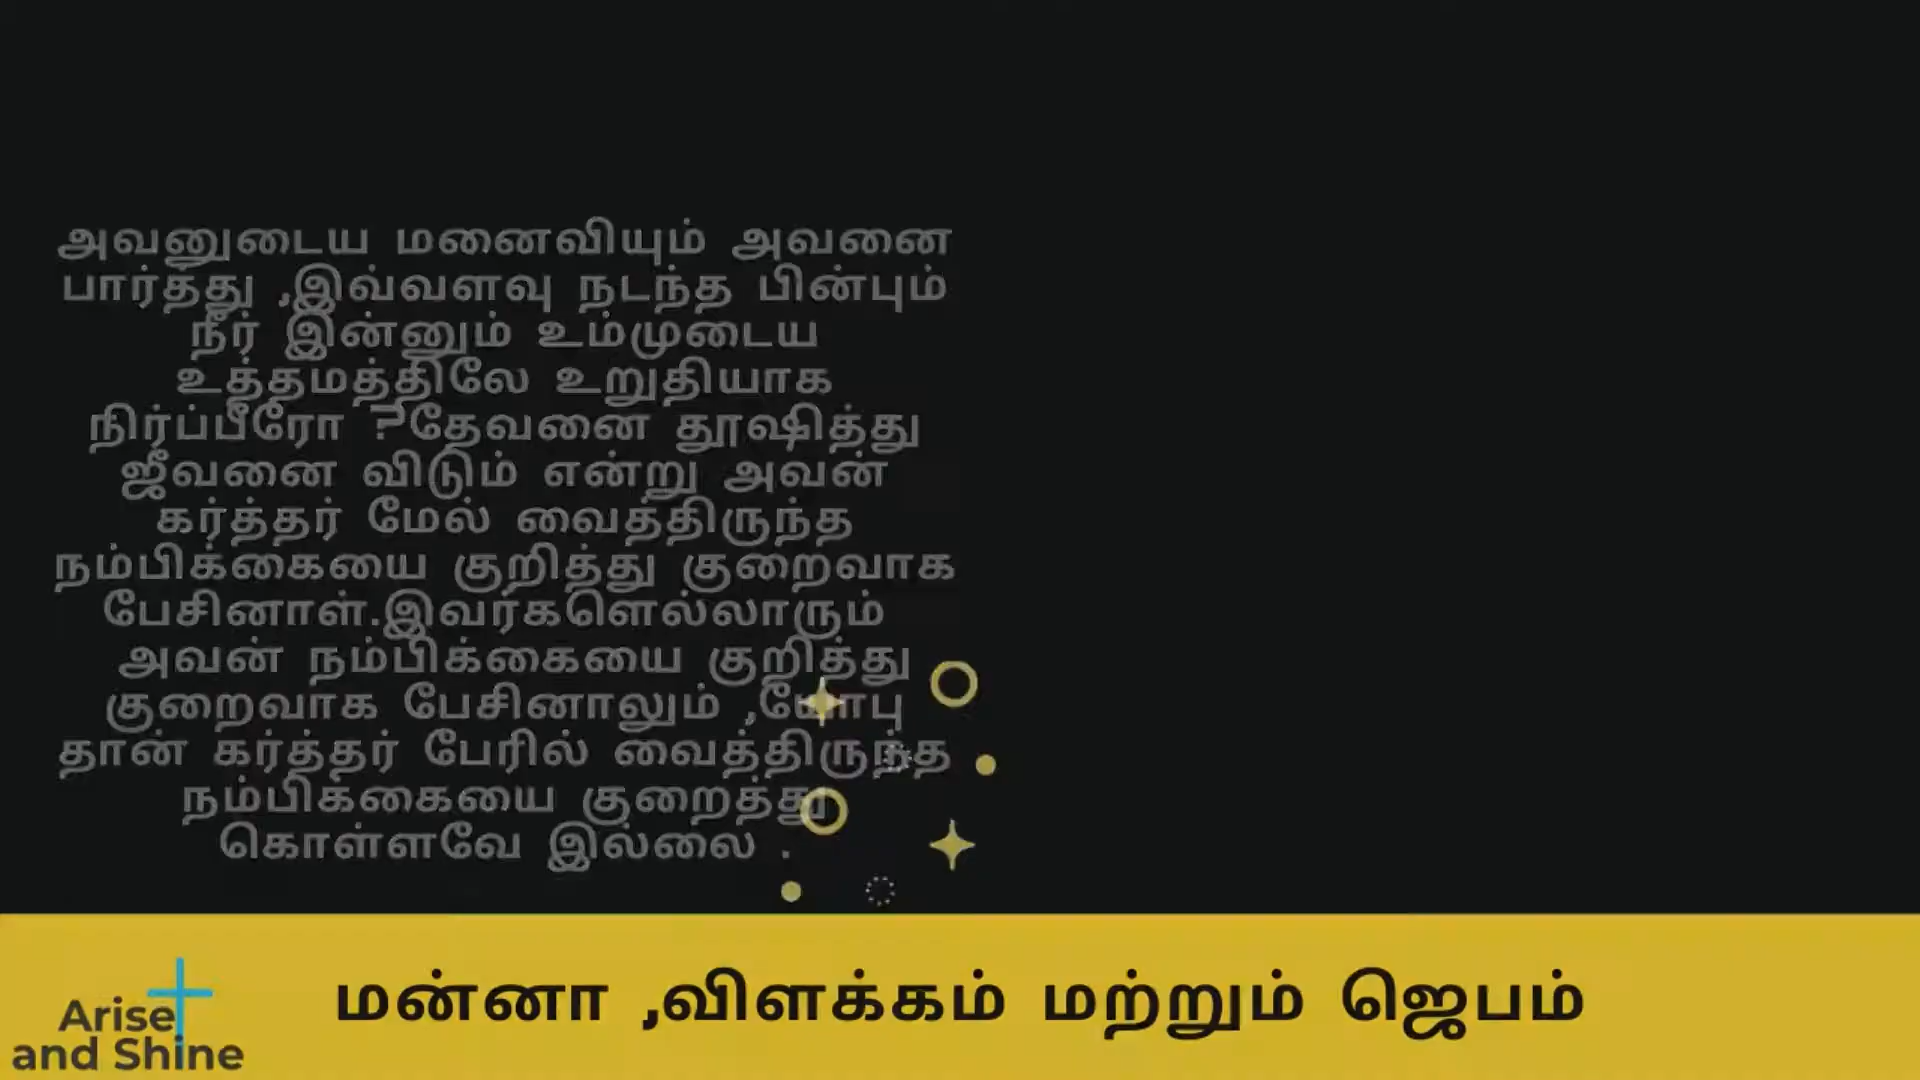 அவனுடைய மனைவியும் அவனை
பார்த்து ,இவ்வளவு நடந்த பின்பும்
நீர் இன்னும் உம்முடைய
உத்தமத்திலே உறுதியாக
நிர்ப்பீரோ ?தேவனை தூஷித்து
ஜீவனை விடும் என்று அவன்
கர்த்தர் மேல் வைத்திருந்த
நம்பிக்கையை குறித்து குறைவாக
பேசினாள்.இவர்களெல்லாரும்
அவன் நம்பிக்கையை குறித்து
குறைவாக பேசினாலும் ,யோபு
தான் கர்த்தர் பேரில் வைத்திருந்த
நம்பிக்கையை குறைத்து
கொள்ளவே இல்லை .
மன்னா ,விளக்கம் மற்றும் ஜெபம்
Arise
and Shine